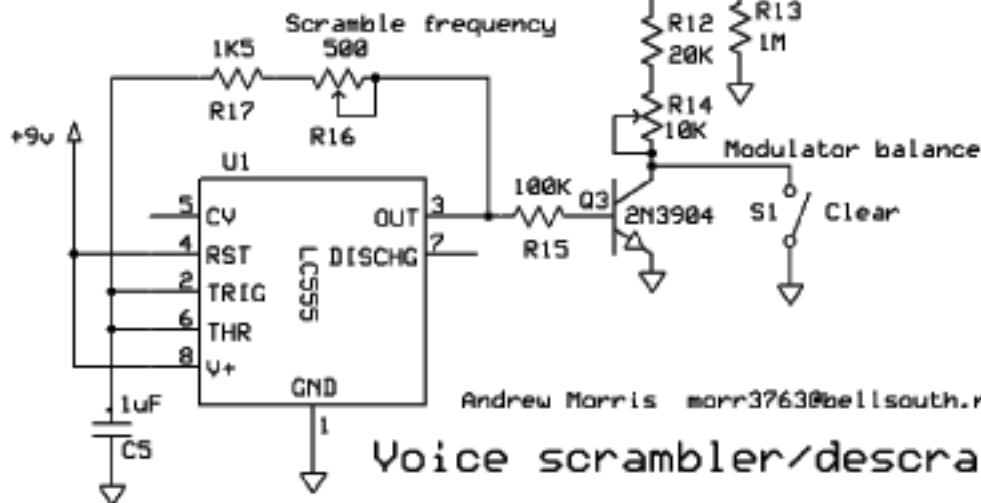 Scramble frequency
1K5
500
R17
R16
+9v
R12
20K
R13
1M
R14
10K
Modulator balance
U1
5
CV
4
RST
2
TRIG
6
THR
8
V+
LC555
OUT
3
DISCHG
7
GND
1
100K
R15
Q3
2N3904
S1
Clear
1uF
C5
Andrew Morris morr3763@bellsouth.n
Voice scrambler/descra